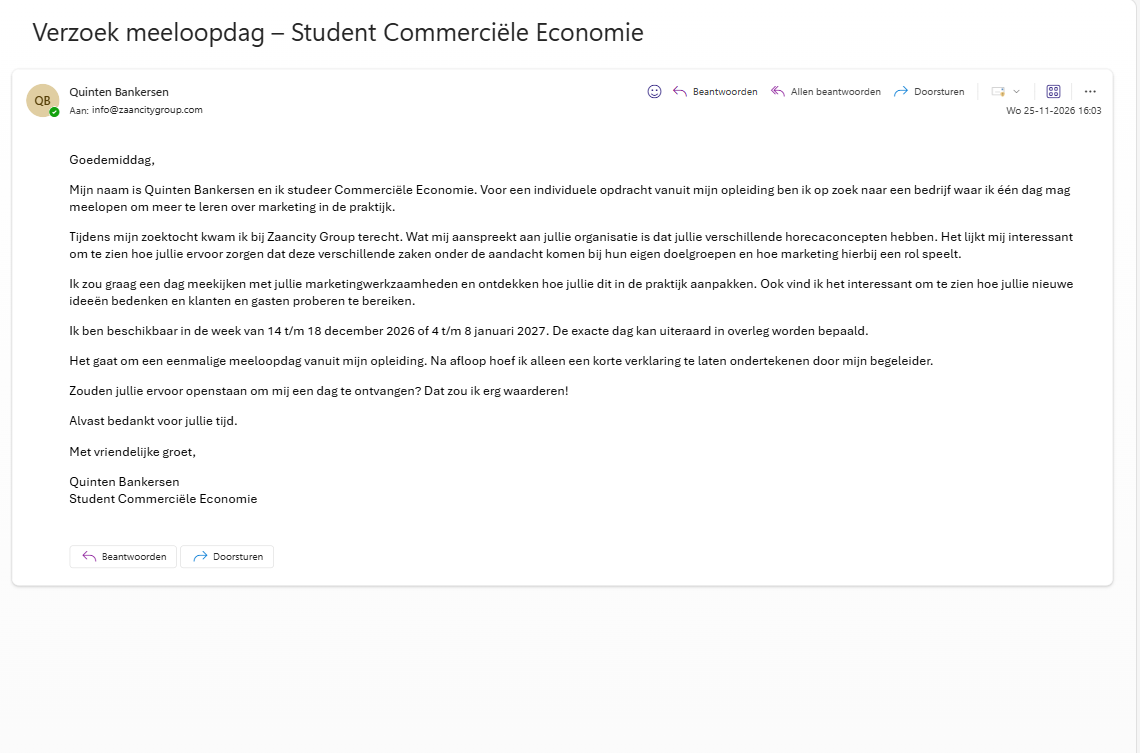 Verzoek meeloopdag – Student Commerciële Economie
QB
Quinten Bankersen
Aan: info@zaancitygroup.com
Beantwoorden
Allen beantwoorden
Doorsturen
Wo 25-11-2026 16:03
Goedemiddag,
Mijn naam is Quinten Bankersen en ik studeer Commerciële Economie. Voor een individuele opdracht vanuit mijn opleiding ben ik op zoek naar een bedrijf waar ik één dag mag
meelopen om meer te leren over marketing in de praktijk.
Tijdens mijn zoektocht kwam ik bij Zaancity Group terecht. Wat mij aanspreekt aan jullie organisatie is dat jullie verschillende horecaconcepten hebben. Het lijkt mij interessant
om te zien hoe jullie ervoor zorgen dat deze verschillende zaken onder de aandacht komen bij hun eigen doelgroepen en hoe marketing hierbij een rol speelt.
Ik zou graag een dag meekijken met jullie marketingwerkzaamheden en ontdekken hoe jullie dit in de praktijk aanpakken. Ook vind ik het interessant om te zien hoe jullie nieuwe
ideeën bedenken en klanten en gasten proberen te bereiken.
Ik ben beschikbaar in de week van 14 t/m 18 december 2026 of 4 t/m 8 januari 2027. De exacte dag kan uiteraard in overleg worden bepaald.
Het gaat om een eenmalige meeloopdag vanuit mijn opleiding. Na afloop hoef ik alleen een korte verklaring te laten ondertekenen door mijn begeleider.
Zouden jullie ervoor openstaan om mij een dag te ontvangen? Dat zou ik erg waarderen!
Alvast bedankt voor jullie tijd.
Met vriendelijke groet,
Quinten Bankersen
Student Commerciële Economie
Beantwoorden
Doorsturen